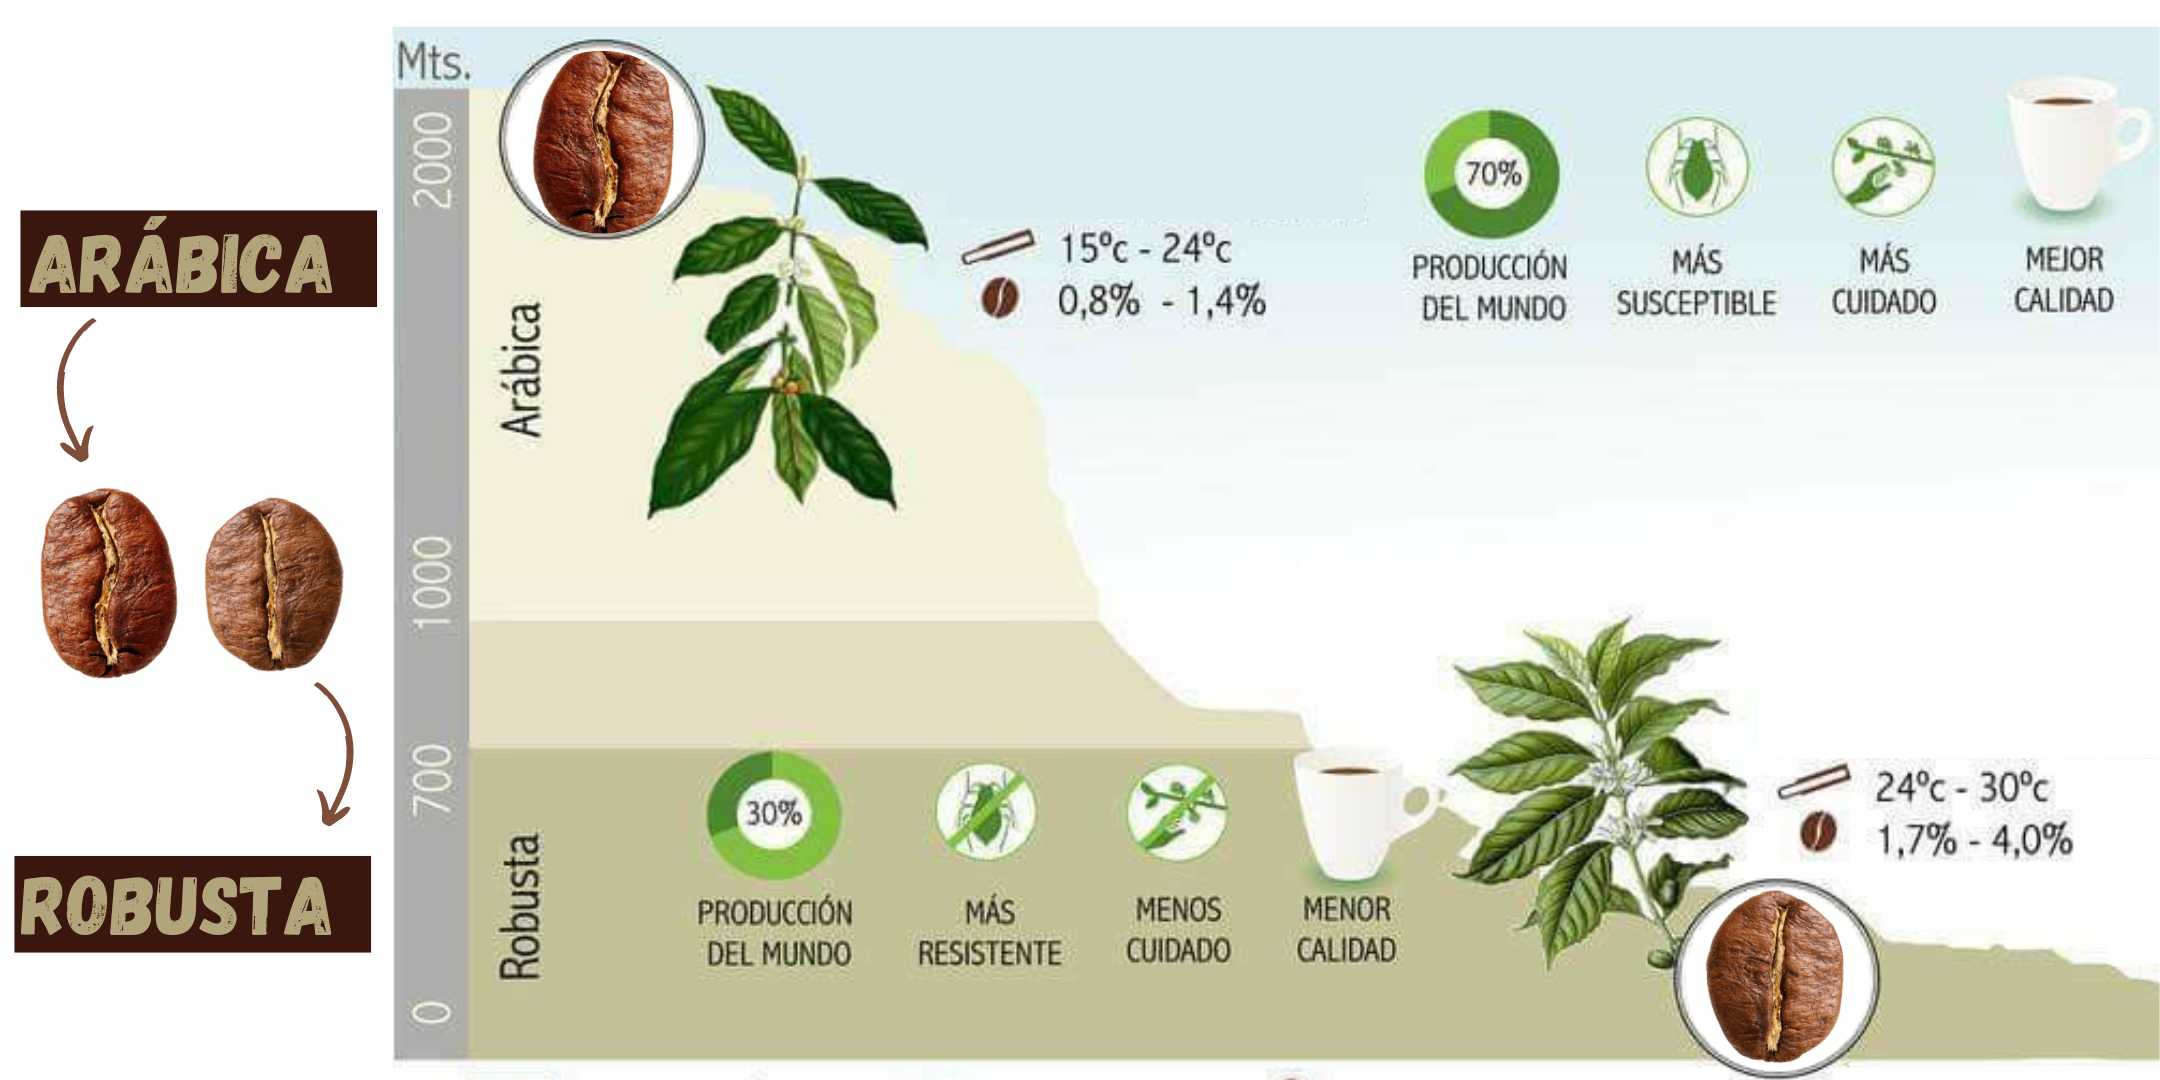 ARÁBICA
ROBUSTA
Mts.
2000
1000
700
0
Arábica
Robusta
15ºc - 24ºc
0,8% - 1,4%
70%
PRODUCCIÓN
DEL MUNDO
MÁS
SUSCEPTIBLE
MÁS
CUIDADO
MEJOR
CALIDAD
30%
PRODUCCIÓN
DEL MUNDO
MÁS
RESISTENTE
MENOS
CUIDADO
MENOR
CALIDAD
24ºc - 30ºc
1,7% - 4,0%